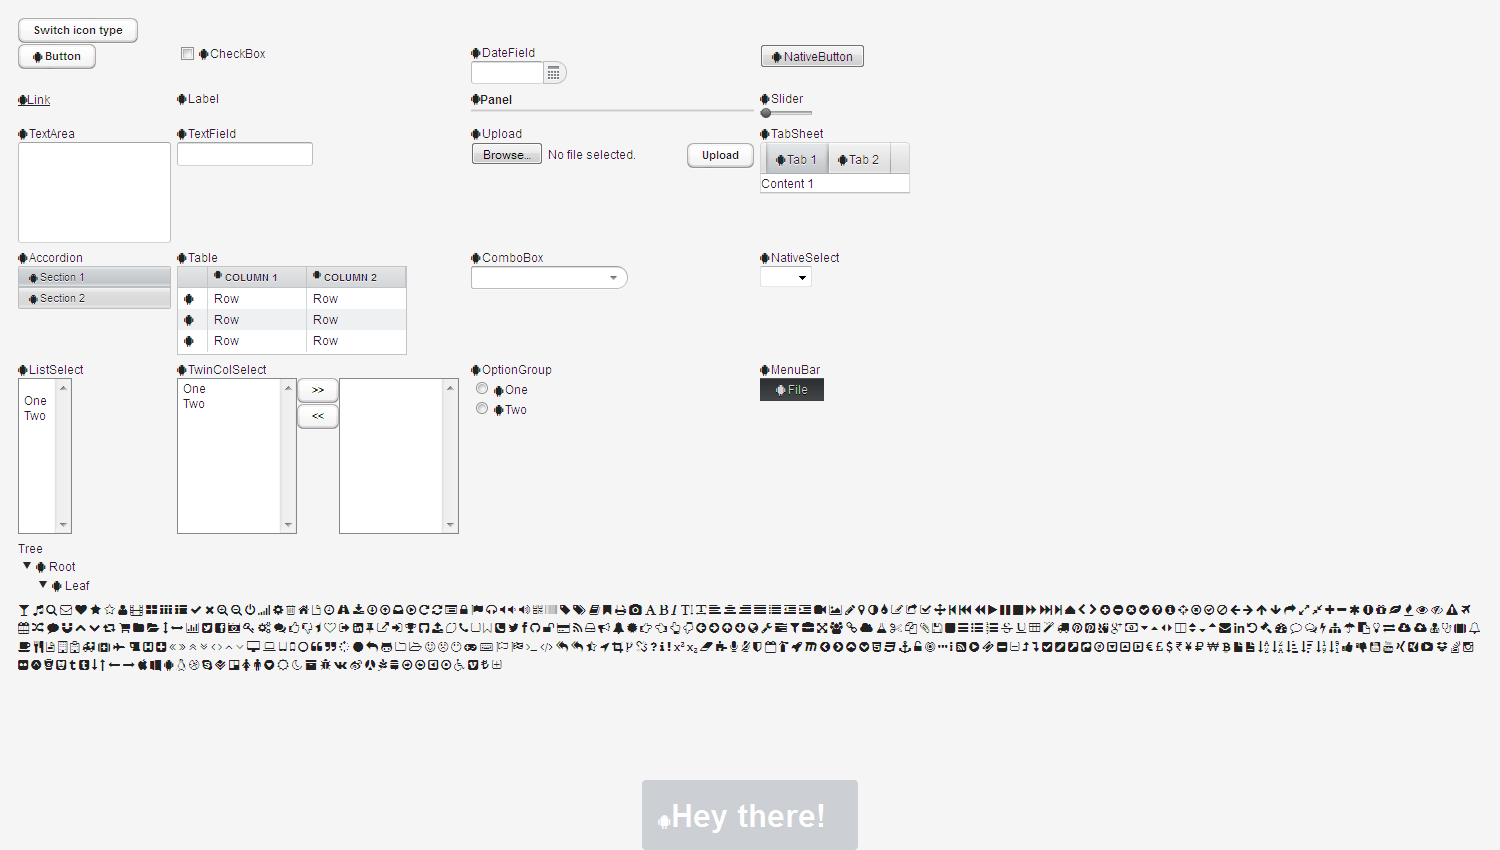 Switch icon type
Button
CheckBox
DateField
NativeButton
Link
Label
Panel
Slider
TextArea
TextField
Upload
TabSheet
Browse...
No file selected.
Upload
Tab 1
Tab 2
Content 1
Accordion
Table
ComboBox
NativeSelect
Section 1
Section 2
COLUMN 1
COLUMN 2
Row
Row
Row
Row
Row
Row
ListSelect
TwinColSelect
OptionGroup
MenuBar
One
Two
One
Two
>>
<<
One
Two
File
Tree
Root
Leaf
Hey there!